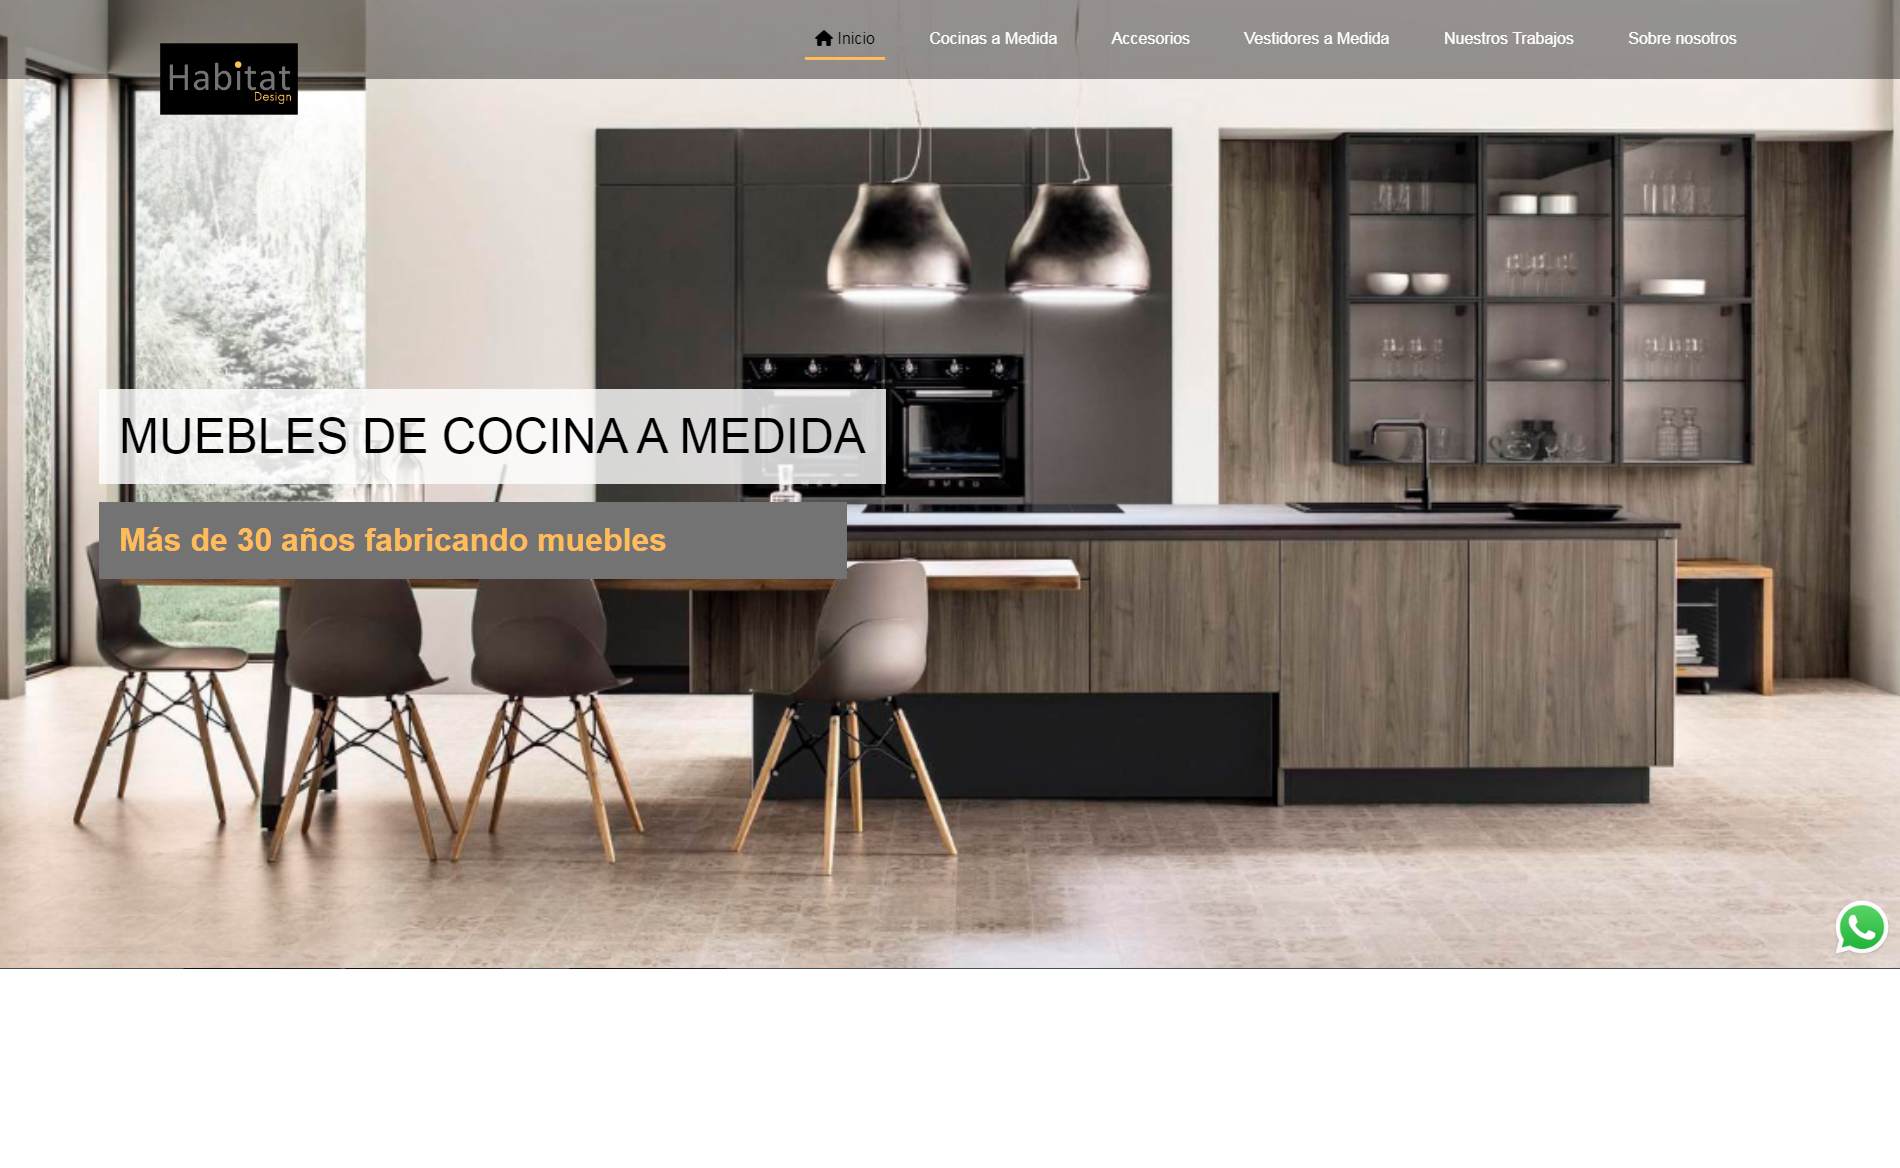 Inicio
Cocinas a Medida
Accesorios
Vestidores a Medida
Nuestros Trabajos
Sobre nosotros
Habitat
Design
MUEBLES DE COCINA A MEDIDA
Más de 30 años fabricando muebles
SMEG